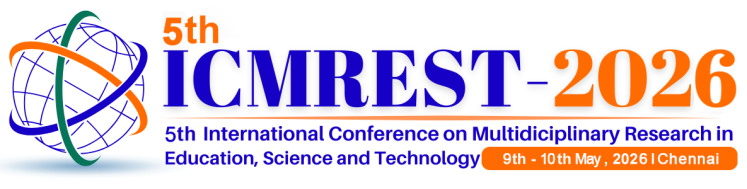 5th
ICMREST-2026
5th International Conference on Multidiciplinary Research in
Education, Science and Technology 9th - 10th May , 2026 I Chennai